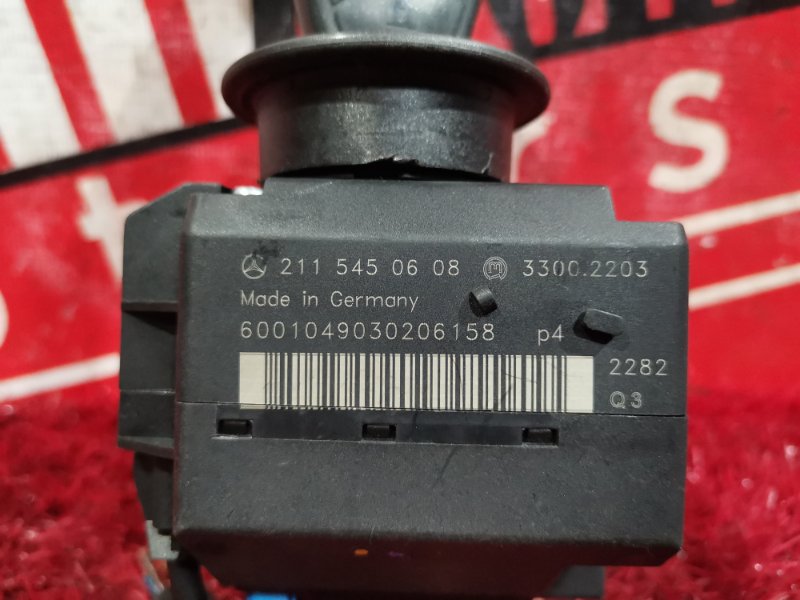 211 545 06 08 3300.2203
Made in Germany
6001049030206158 p4
2282
Q3